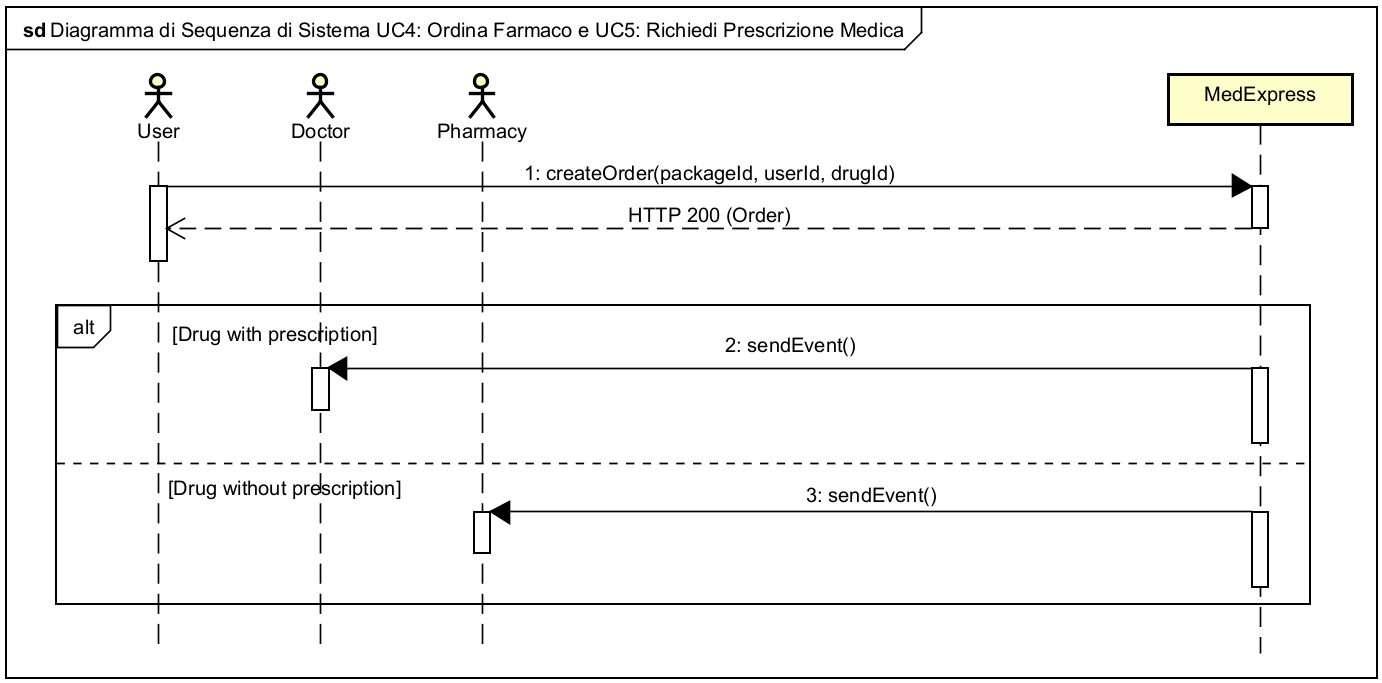 sd Diagramma di Sequenza di Sistema UC4: Ordina Farmaco e UC5: Richiedi Prescrizione Medica
User
Doctor
Pharmacy
MedExpress
1: createOrder(packageId, userId, drugId)
HTTP 200 (Order)
alt
[Drug with prescription]
2: sendEvent()
[Drug without prescription]
3: sendEvent()